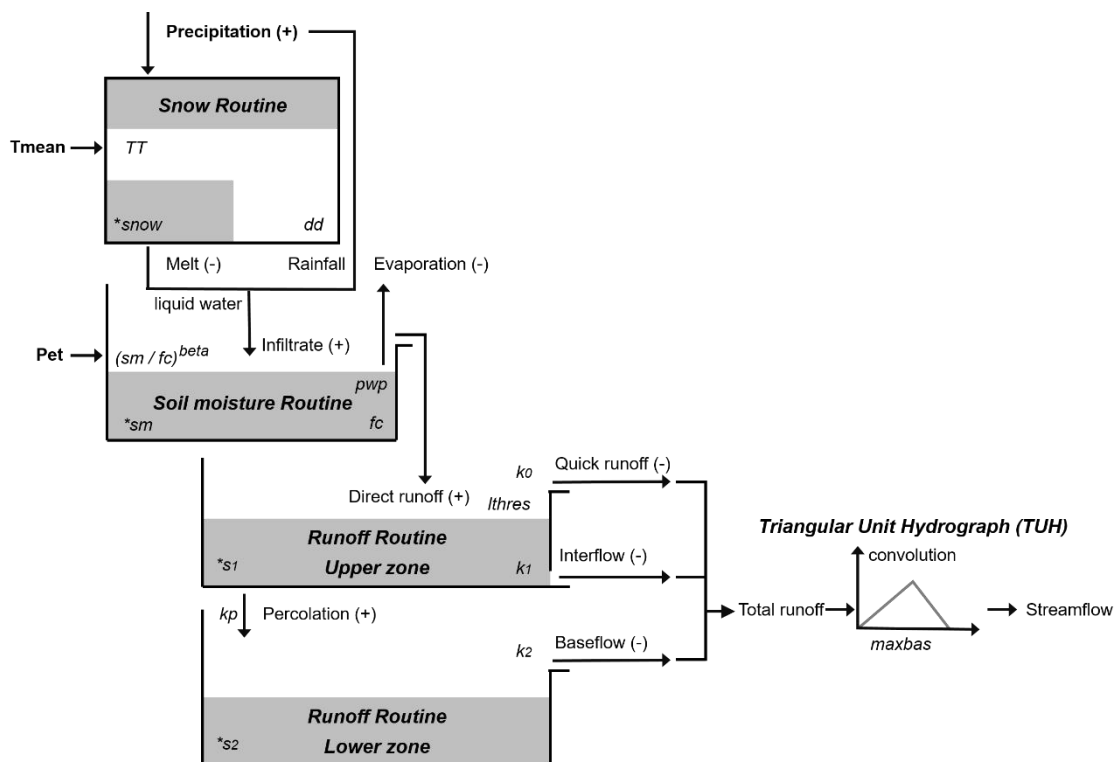 Precipitation (+)
Snow Routine
Tmean
TT
*snow
dd
Melt (-)
Rainfall
Evaporation (-)
liquid water
Pet
(sm / fc)^beta
Infiltrate (+)
pwp
Soil moisture Routine
*sm
fc
k0
Quick runoff (-)
Direct runoff (+)
lthres
Runoff Routine
Upper zone
*s1
k1
Interflow (-)
Triangular Unit Hydrograph (TUH)
convolution
Total runoff
Streamflow
maxbas
kp
Percolation (+)
k2
Baseflow (-)
Runoff Routine
Lower zone
*s2